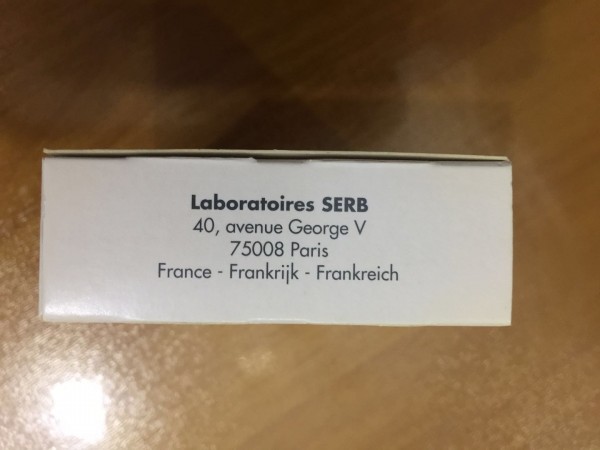 Laboratoires SERB
40, avenue George V
75008 Paris
France - Frankrijk - Frankreich